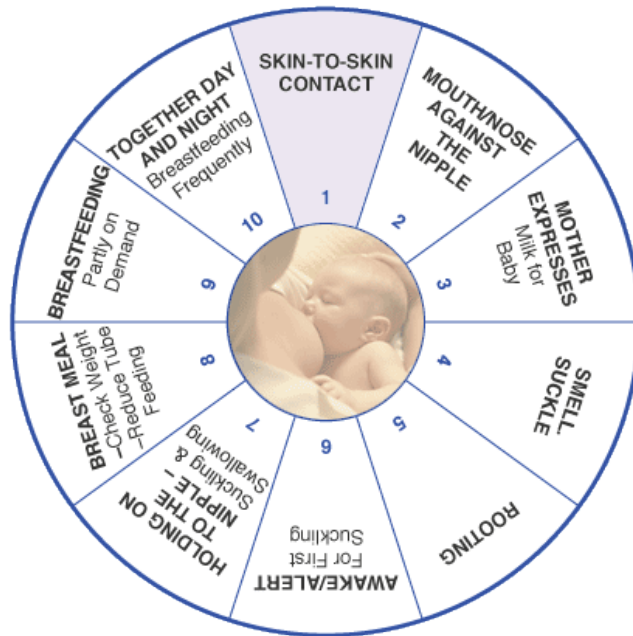 SKIN-TO-SKIN
CONTACT
1
MOUTH/NOSE
AGAINST
THE
NIPPLE
2
MOTHER
EXPRESSES
Milk for
Baby
3
SMELL.
SUCKLE
4
ROOTING
5
AWAKE/ALERT
For First
Suckling
6
HOLDING ON
TO THE
NIPPLE –
Suckling &
Swallowing
7
BREAST MEAL
–Check Weight
–Reduce Tube
Feeding
8
BREASTFEEDING
Partly on
Demand
9
TOGETHER DAY
AND NIGHT
Breastfeeding
Frequently
10